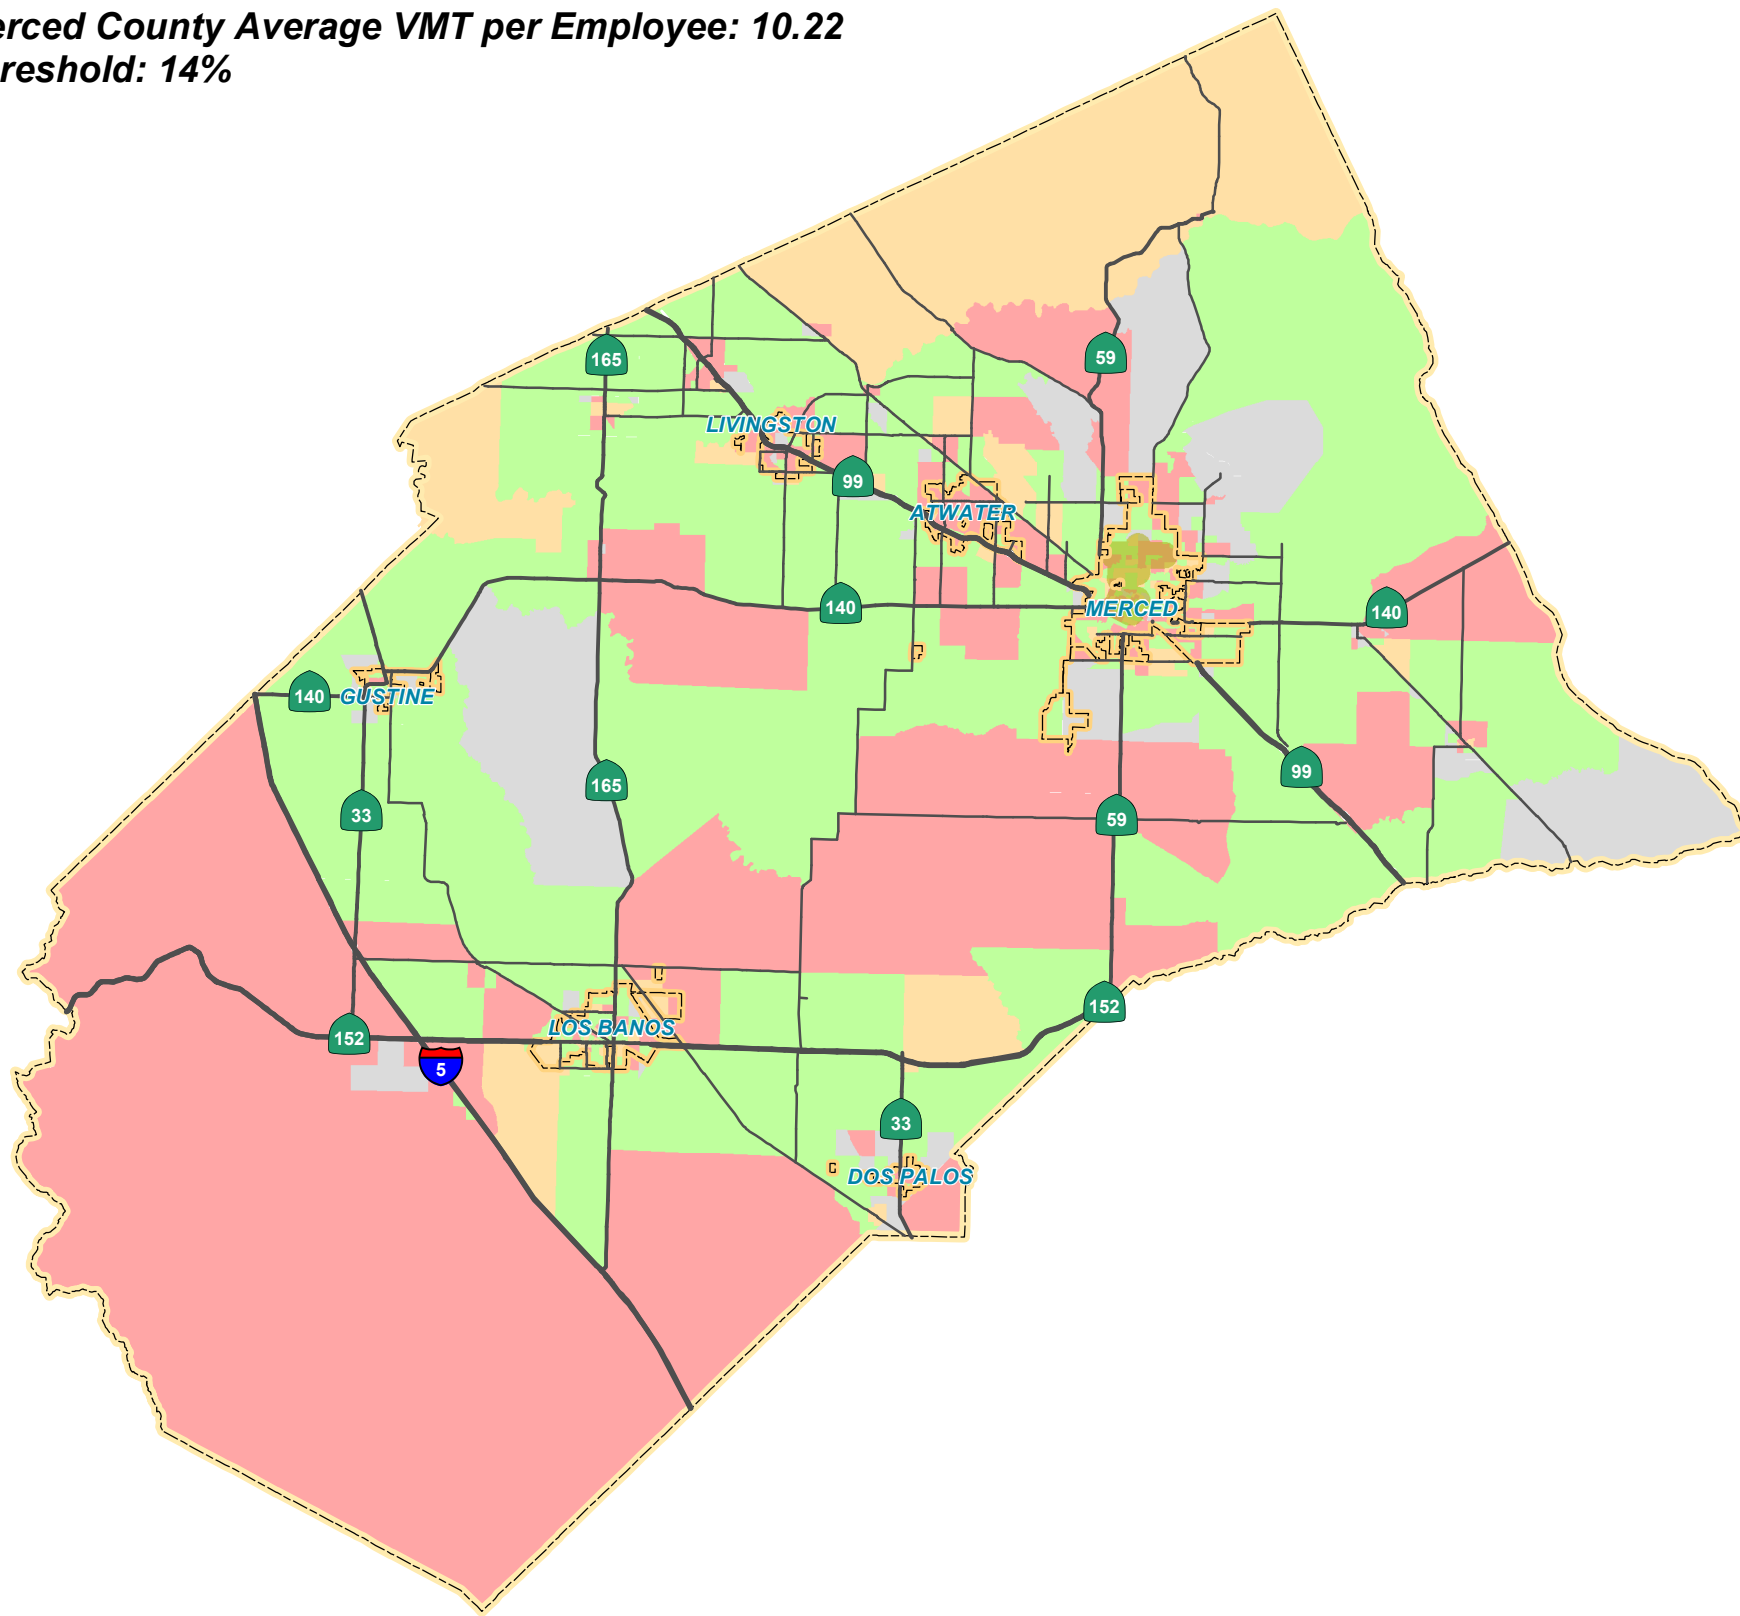 erced County Average VMT per Employee: 10.22
reshold: 14%
165
59
LIVINGSTON
99
ATWATER
140
MERCED
140
140
GUSTINE
165
99
33
59
152
LOS BANOS
152
5
33
DOS PALOS